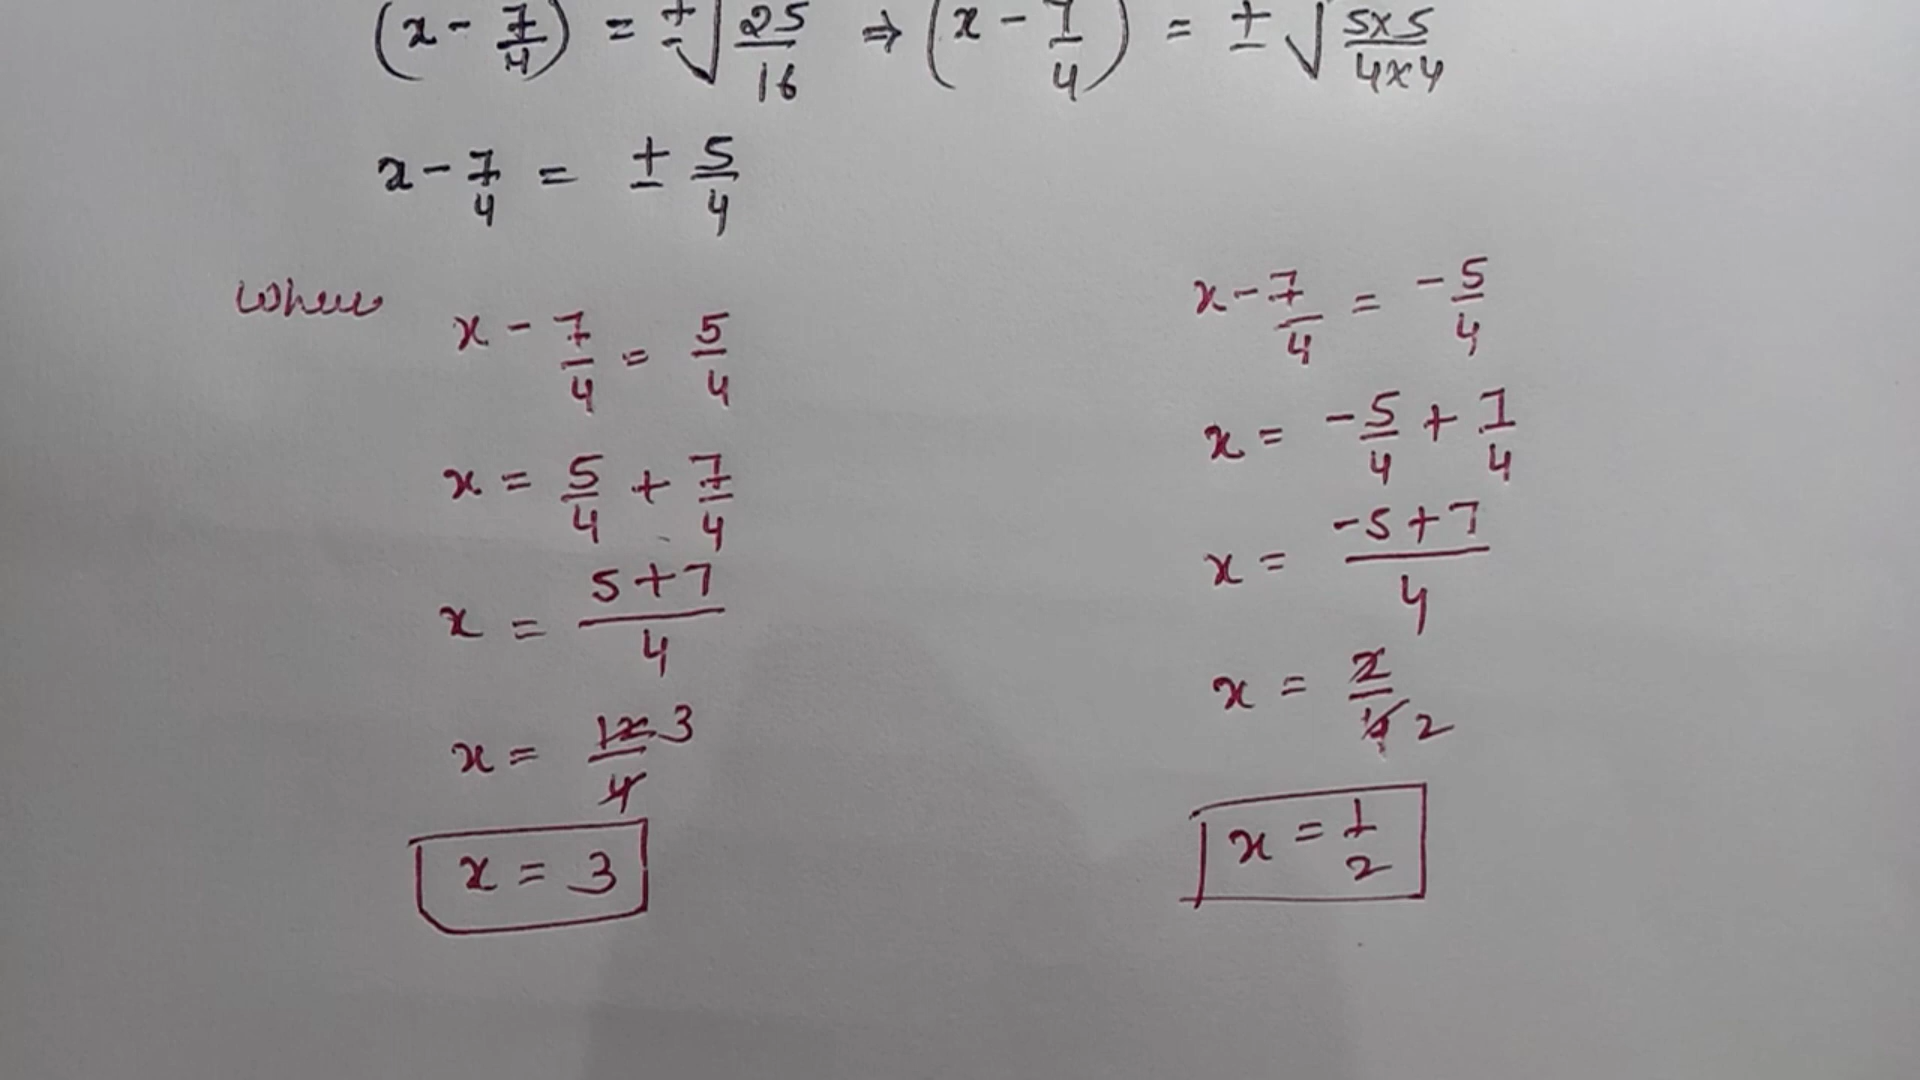 (x - 7/4) = ±√25/16 ⇒ (x - 7/4) = ±√5×5/4×4
x - 7/4 = ± 5/4
where
x - 7/4 = 5/4
x = 5/4 + 7/4
x = 5+7/4
x = 12/4 3
x = 3
x - 7/4 = -5/4
x = -5/4 + 7/4
x = -5+7/4
x = 2/4 2
x = 1/2